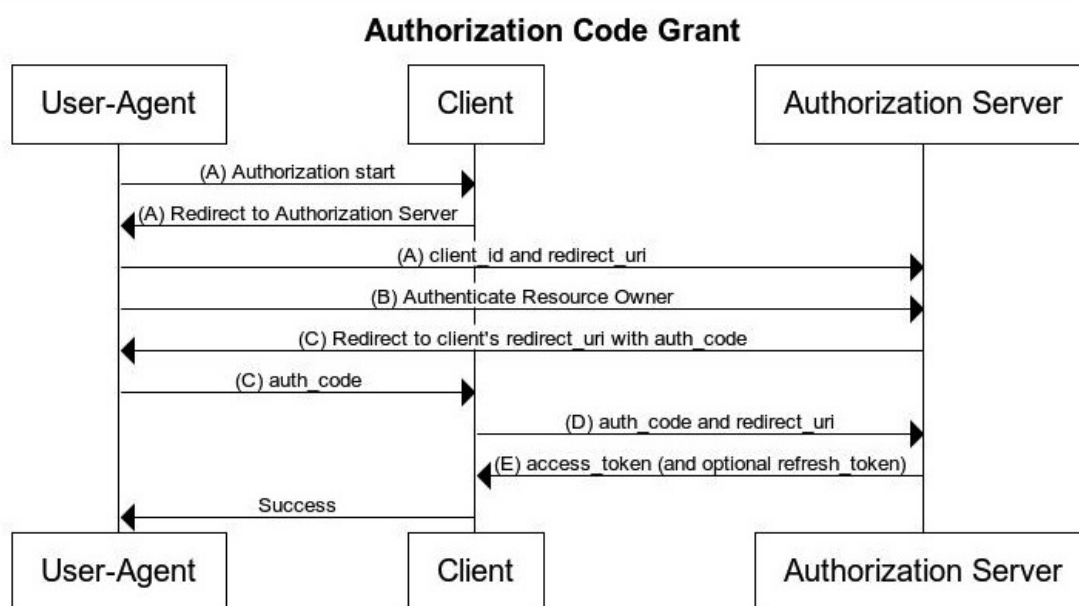 Authorization Code Grant
User-Agent
Client
Authorization Server
(A) Authorization start
(A) Redirect to Authorization Server
(A) client_id and redirect_uri
(B) Authenticate Resource Owner
(C) Redirect to client's redirect_uri with auth_code
(C) auth_code
(D) auth_code and redirect_uri
(E) access_token (and optional refresh_token)
Success
User-Agent
Client
Authorization Server